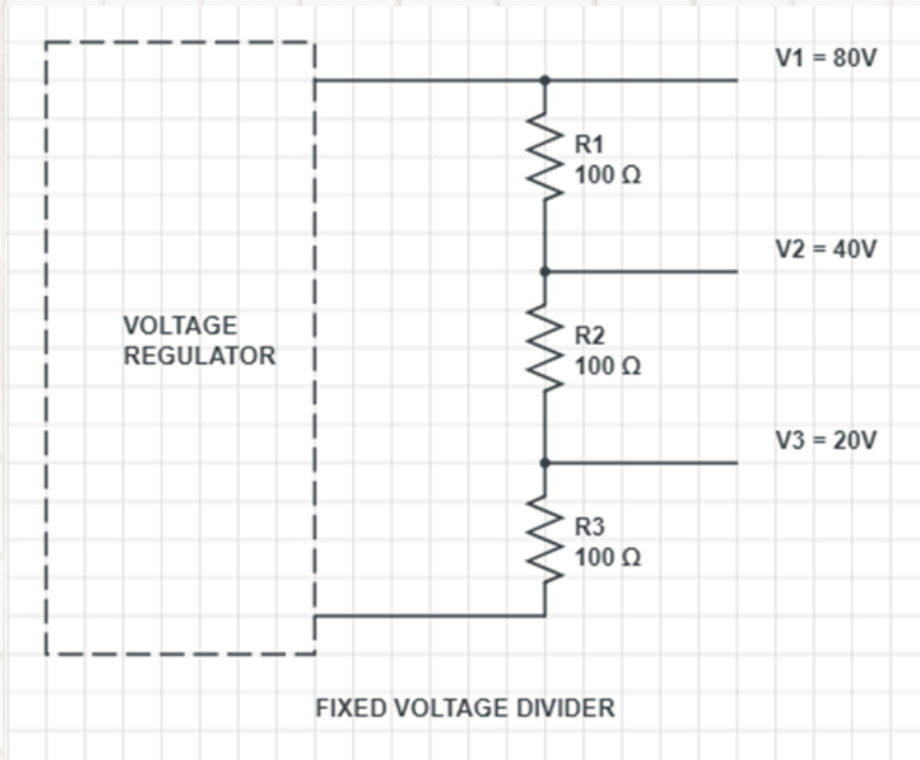 V1 = 80V
R1
100 Ω
V2 = 40V
VOLTAGE
REGULATOR
R2
100 Ω
V3 = 20V
R3
100 Ω
FIXED VOLTAGE DIVIDER